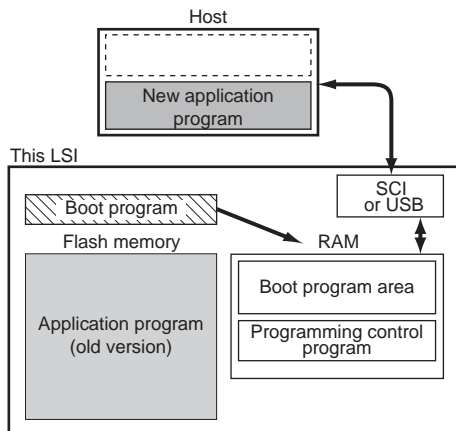 Host
New application
program
This LSI
SCI
or USB
Boot program
Flash memory
RAM
Application program
(old version)
Boot program area
Programming control
program